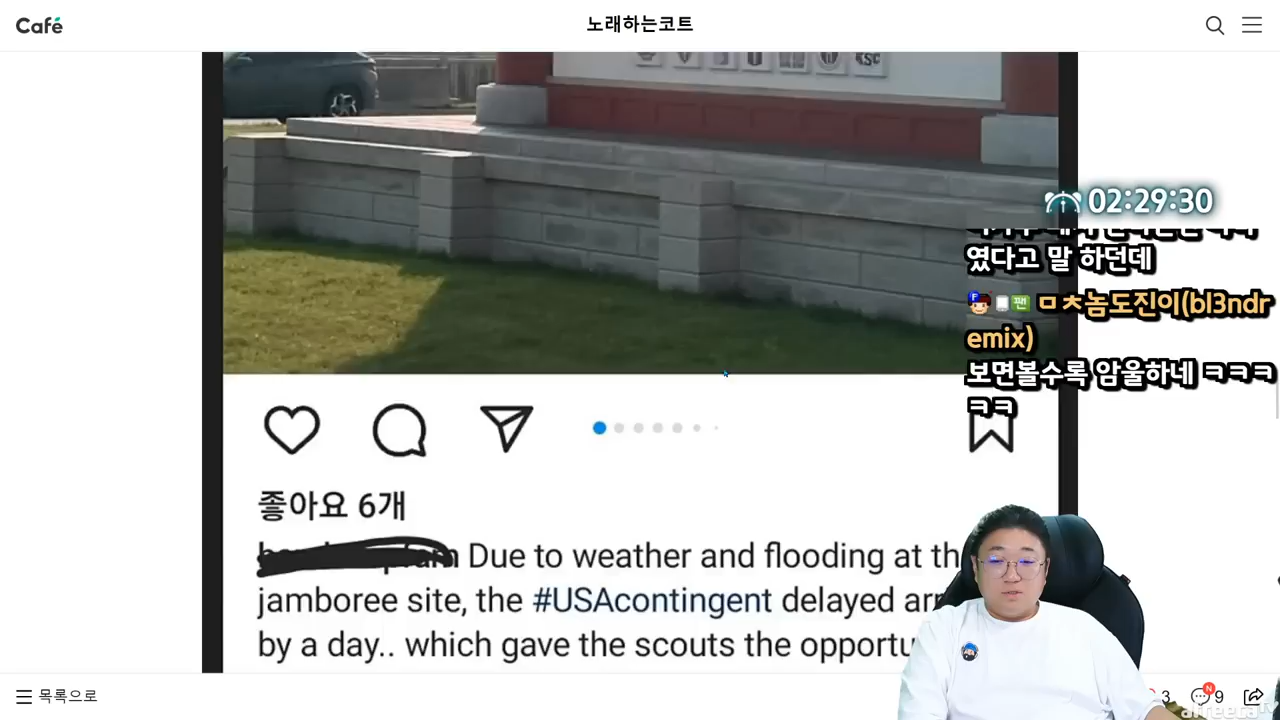 Café
노래하는코트
KSC
02:29:30
였다고 말 하던데
ㅁㅊ놈도진이(bl3ndr
emix)
보면볼수록 암울하네 ㅋㅋㅋ
ㅋㅋ
좋아요 6개
Due to weather and flooding at
jamboree site, the #USAcontingent delayed
by a day.. which gave the scouts the
목록으로
3
N
9
afreecaTV